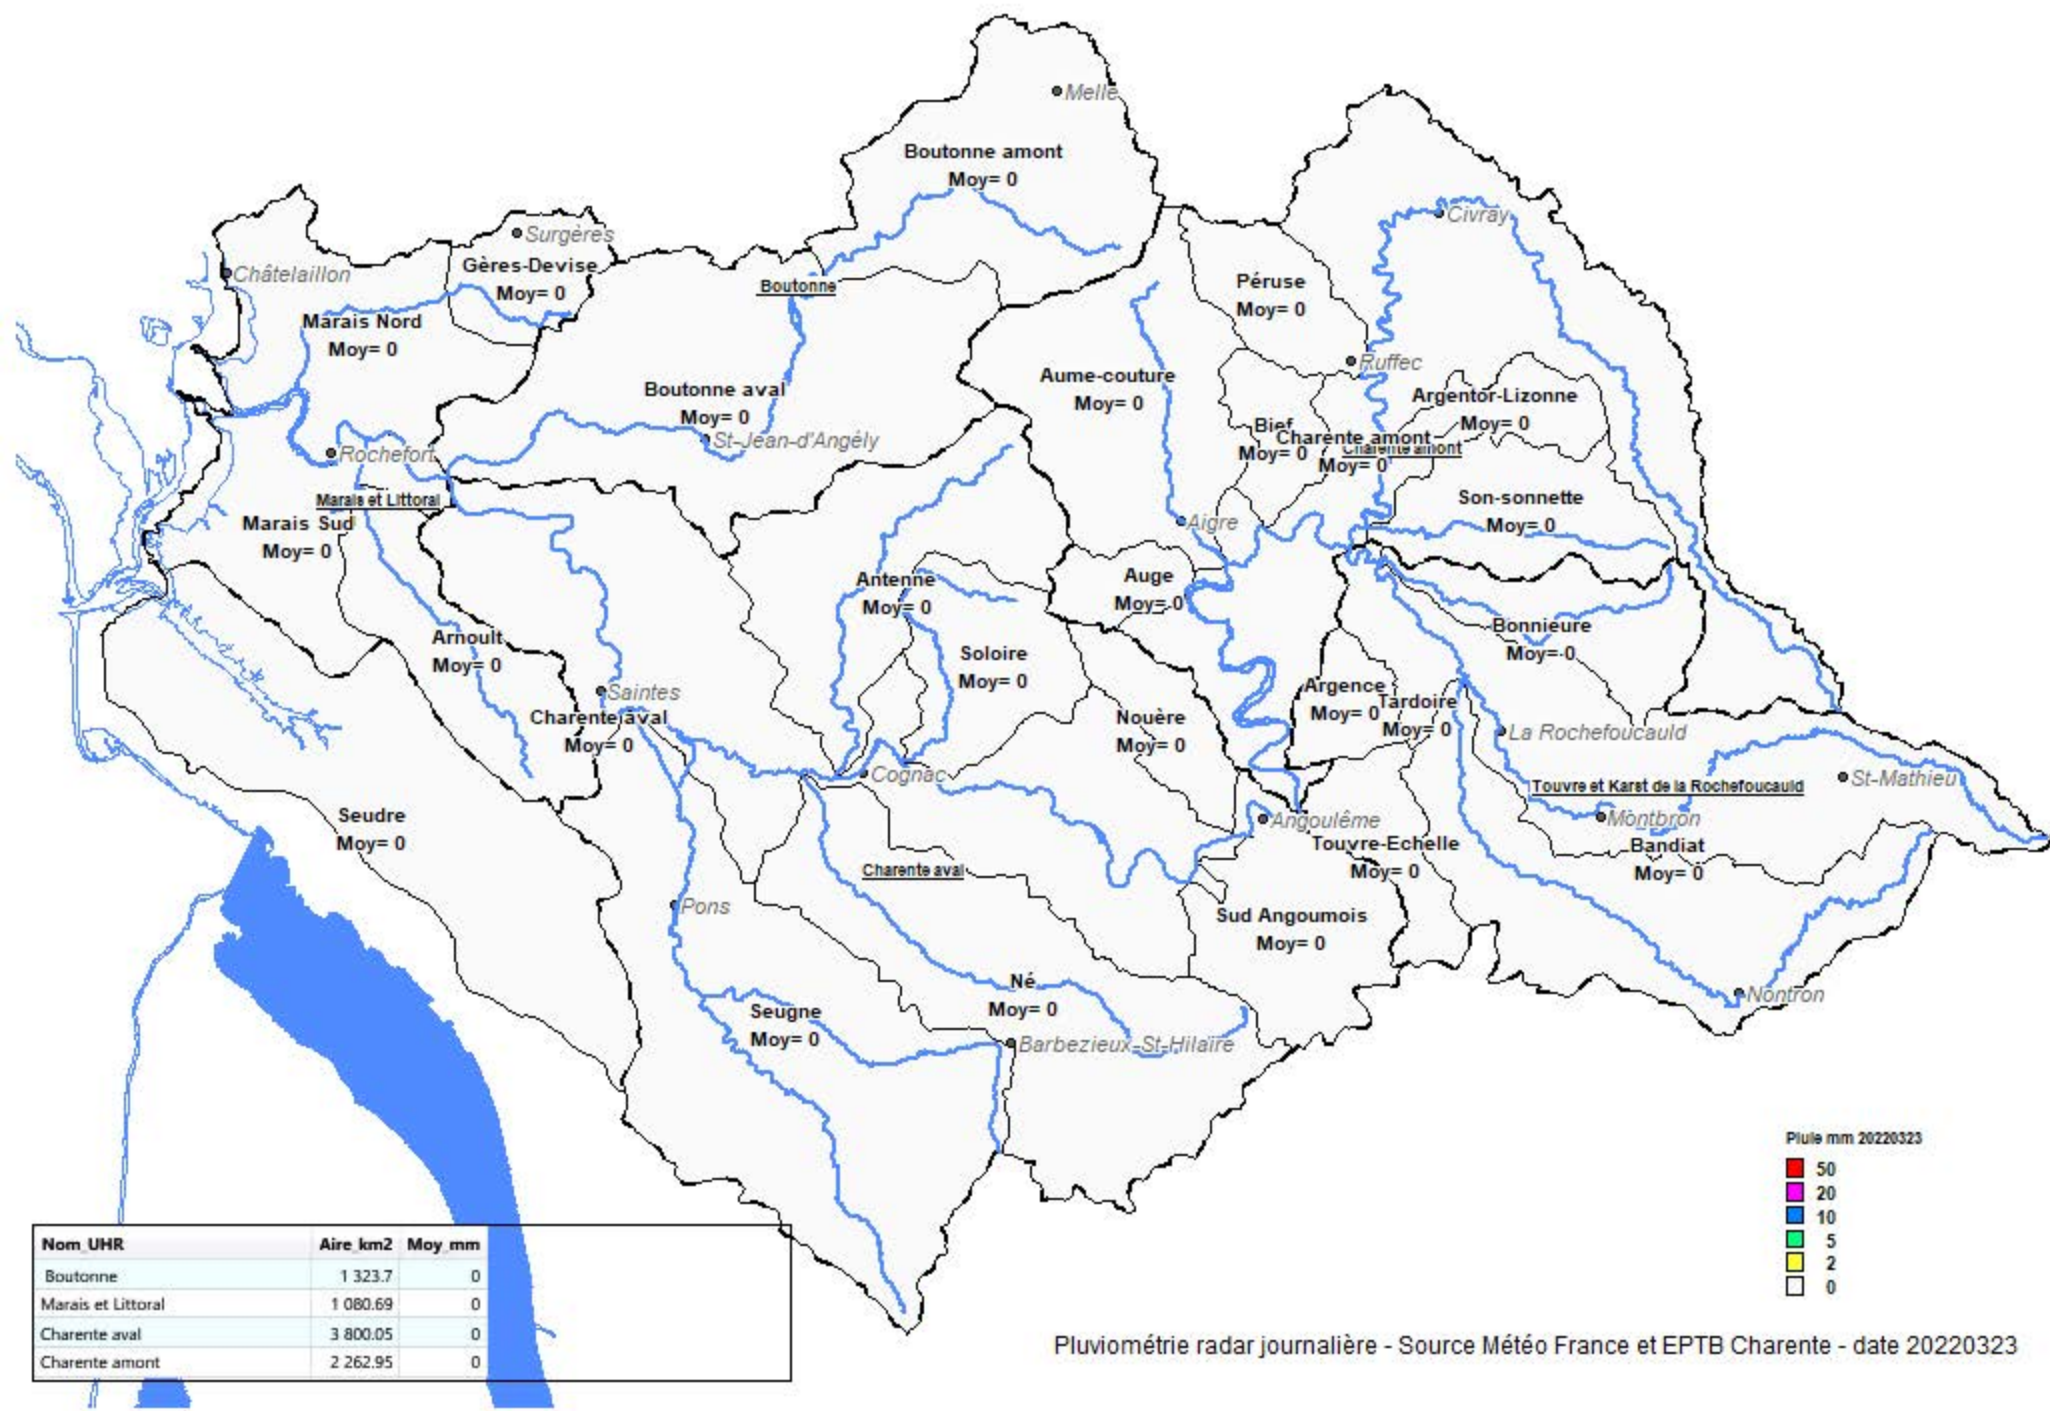 Melle
Boutonne amont
Moy= 0
Civray
Surgères
Gères-Devise
Moy= 0
Châtelaillon
Boutonne
Péruse
Moy= 0
Marais Nord
Moy= 0
Ruffec
Aume-couture
Moy= 0
Boutonne aval
Moy= 0
Argentor-Lizonne
Moy= 0
St-Jean-d'Angély
Bief
Moy= 0
Charente amont
Moy= 0
Charente amont
Rochefort
Marais et Littoral
Marais Sud
Moy= 0
Son-sonnette
Moy= 0
Aigre
Antenne
Moy= 0
Auge
Moy= 0
Bonnieure
Moy= 0
Arnoult
Moy= 0
Soloire
Moy= 0
Saintes
Charente aval
Moy= 0
Nouère
Moy= 0
Argence
Moy= 0
Tardoire
Moy= 0
La Rochefoucauld
Cognac
Touvre et Karst de la Rochefoucauld
St-Mathieu
Seudre
Moy= 0
Angoulême
Montbron
Touvre-Echelle
Moy= 0
Bandiat
Moy= 0
Charente aval
Pons
Sud Angoumois
Moy= 0
Né
Moy= 0
Nontron
Seugne
Moy= 0
Barbezieux-St-Hilaire
Pluie mm 20220323
50
20
10
5
2
0
Nom_UHR Aire_km2 Moy_mm
Boutonne 1 323.7 0
Marais et Littoral 1 080.69 0
Charente aval 3 800.05 0
Charente amont 2 262.95 0
Pluviométrie radar journalière - Source Météo France et EPTB Charente - date 20220323